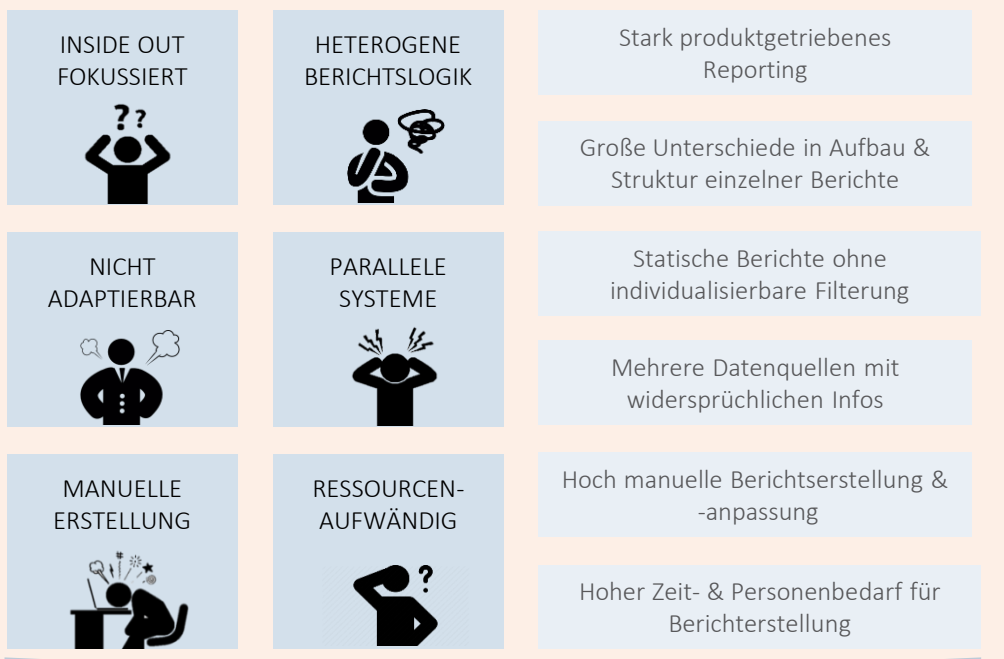 INSIDE OUT
FOKUSSIERT
??
HETEROGENE
BERICHTSLOGIK
Stark produktgetriebenes
Reporting
Große Unterschiede in Aufbau &
Struktur einzelner Berichte
NICHT
ADAPTIERBAR
PARALLELE
SYSTEME
Statische Berichte ohne
individualisierbare Filterung
Mehrere Datenquellen mit
widersprüchlichen Infos
MANUELLE
ERSTELLUNG
#
RESSOURCEN-
AUFWÄNDIG
?
Hoch manuelle Berichtserstellung &
-anpassung
Hoher Zeit- & Personenbedarf für
Berichterstellung